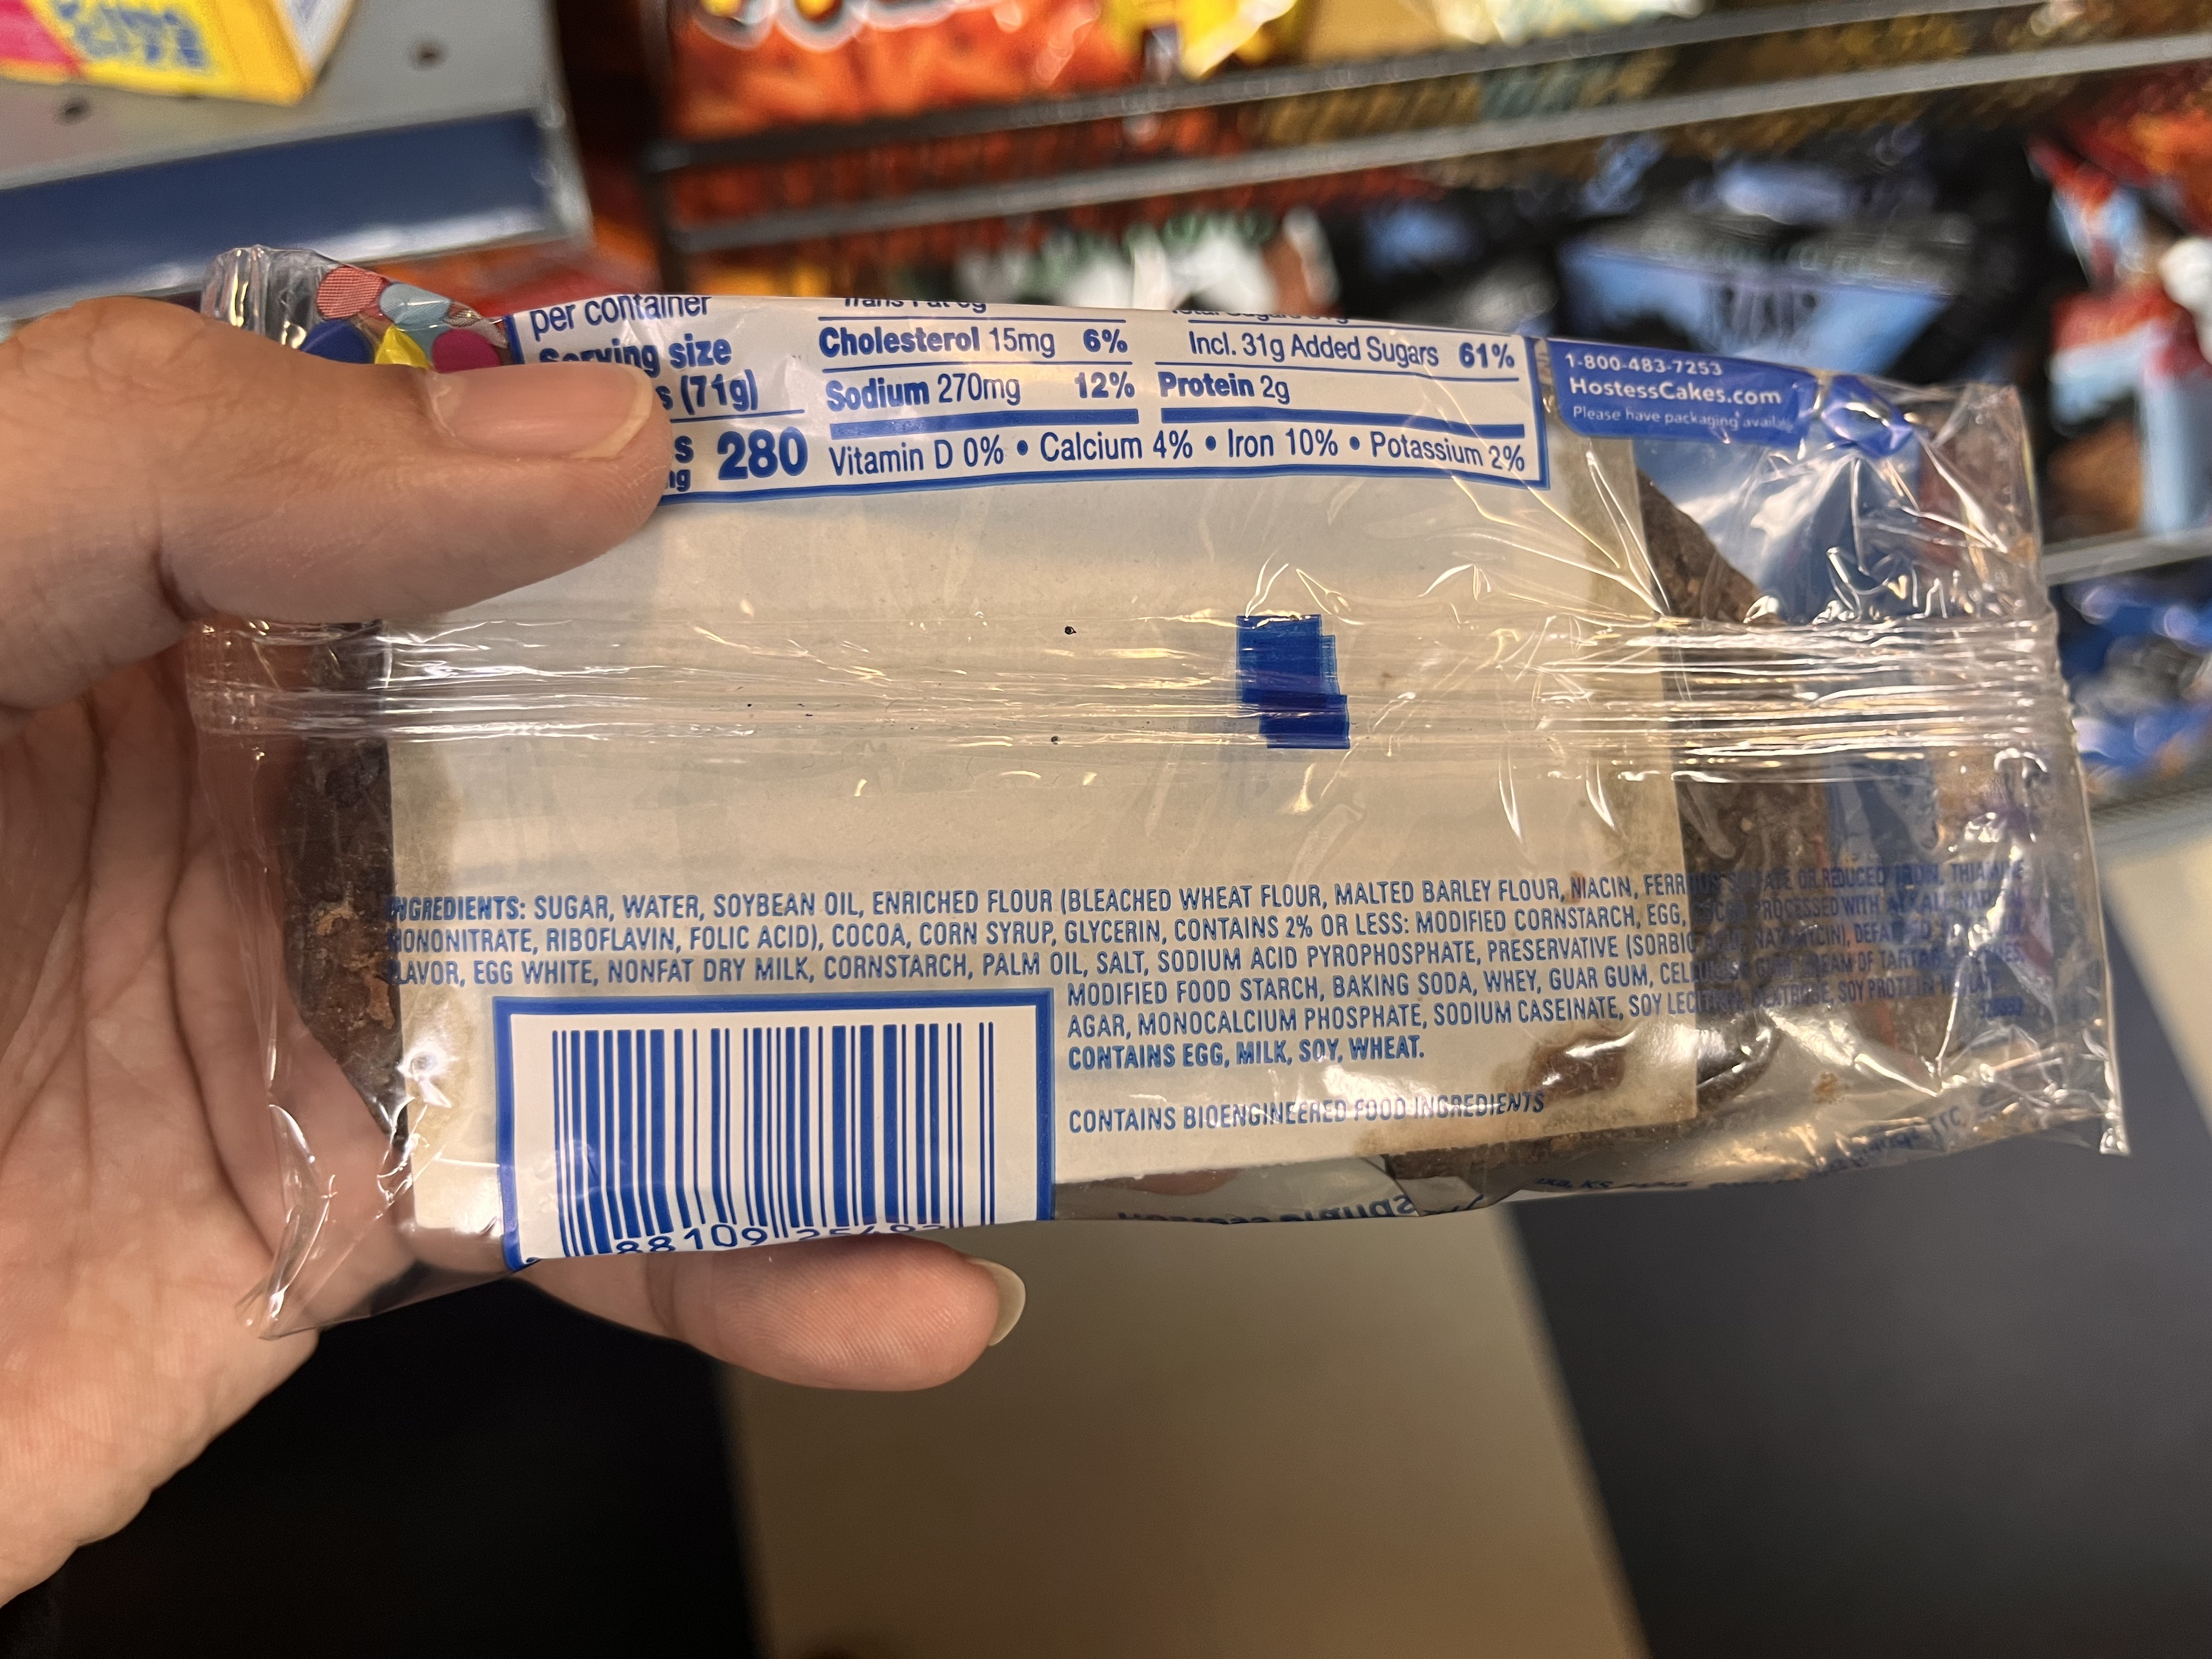 per container
Serving size
s (71g)
s 280
ng
Cholesterol 15mg 6%
Sodium 270mg 12%
Incl. 31g Added Sugars 61%
Protein 2g
Vitamin D 0% • Calcium 4% • Iron 10% • Potassium 2%
1-800-483-7253
HostessCakes.com
Please have packaging
INGREDIENTS: SUGAR, WATER, SOYBEAN OIL, ENRICHED FLOUR (BLEACHED WHEAT FLOUR, MALTED BARLEY FLOUR, NIACIN,
MONONITRATE, RIBOFLAVIN, FOLIC ACID), COCOA, CORN SYRUP, GLYCERIN, CONTAINS 2% OR LESS: MODIFIED CORNSTARCH, EGG,
FLAVOR, EGG WHITE, NONFAT DRY MILK, CORNSTARCH, PALM OIL, SALT, SODIUM ACID PYROPHOSPHATE, PRESERVATIVE
MODIFIED FOOD STARCH, BAKING SODA, WHEY, GUAR GUM,
AGAR, MONOCALCIUM PHOSPHATE, SODIUM CASEINATE, SOY
CONTAINS EGG, MILK, SOY, WHEAT.
CONTAINS BIOENGINEERED FOOD INGREDIENTS
88109